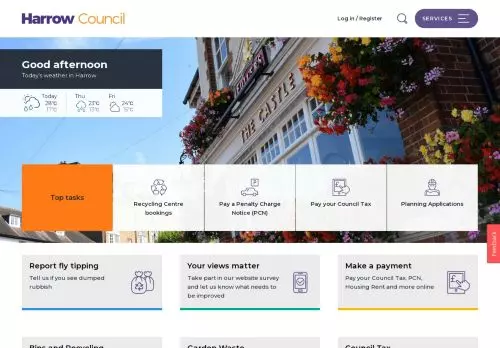 Harrow Council
Log in / Register
SERVICES
Good afternoon
Today's weather in Harrow
Today
28°C
17°C
Thu
23°C
13°C
Fri
24°C
15°C
THE CASTLE
Top tasks
Recycling Centre
bookings
Pay a Penalty Charge
Notice (PCN)
Pay your Council Tax
Planning Applications
Feedback
Report fly tipping
Tell us if you see dumped
rubbish
Your views matter
Take part in our website survey
and let us know what needs to
be improved
Make a payment
Pay your Council Tax, PCN,
Housing Rent and more online
Bins and Recycling
Garden Waste
Council Tax